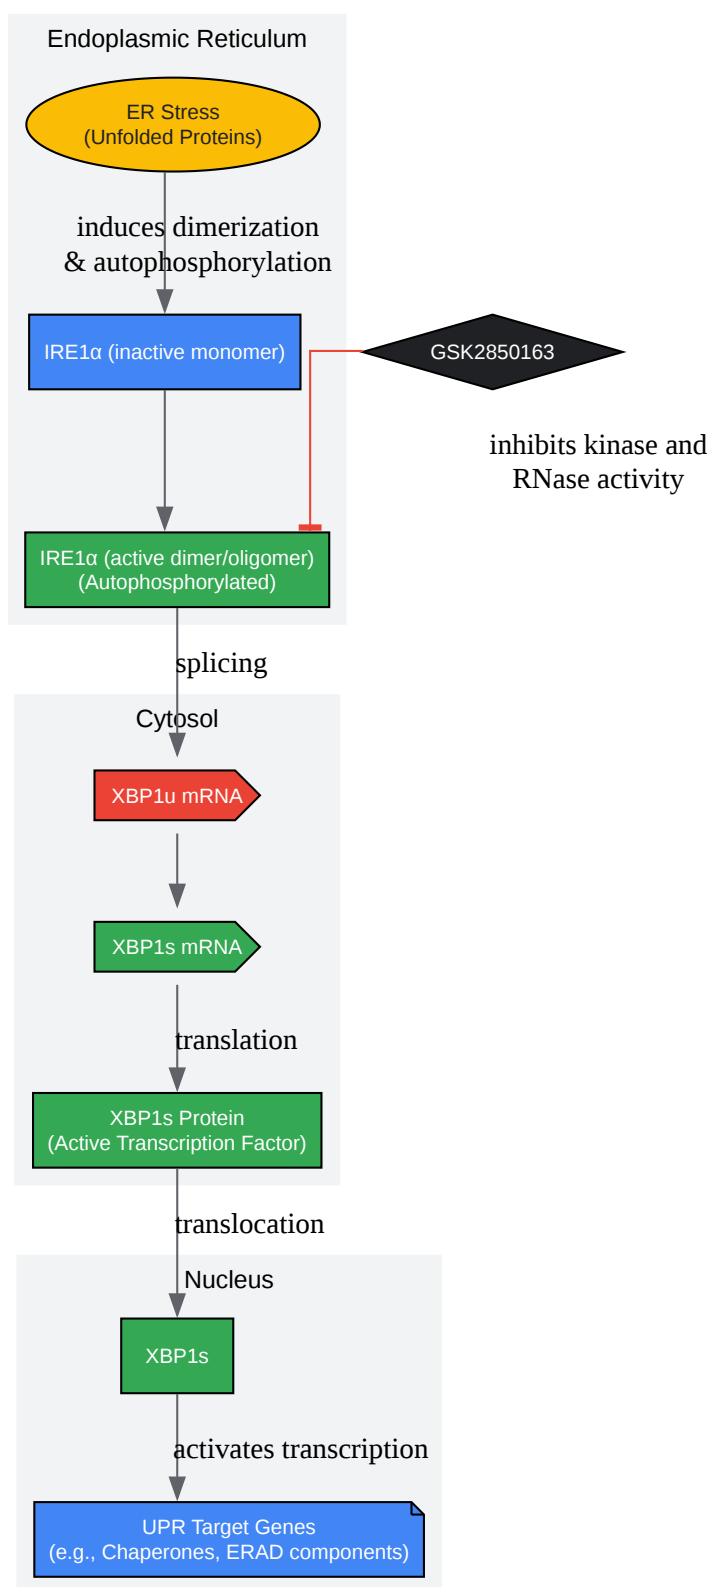 Endoplasmic Reticulum
ER Stress
(Unfolded Proteins)
induces dimerization
& autophosphorylation
IRE1α (inactive monomer)
GSK2850163
inhibits kinase and
RNase activity
IRE1α (active dimer/oligomer)
(Autophosphorylated)
splicing
Cytosol
XBP1u mRNA
XBP1s mRNA
translation
XBP1s Protein
(Active Transcription Factor)
translocation
Nucleus
XBP1s
activates transcription
UPR Target Genes
(e.g., Chaperones, ERAD components)